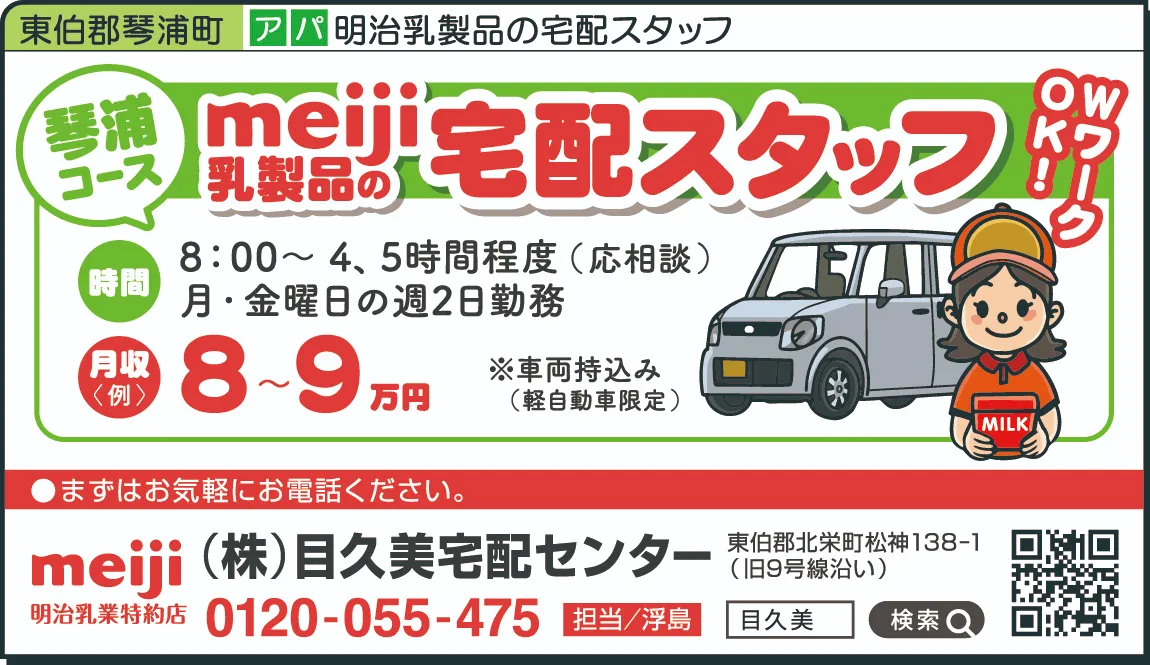 東伯郡琴浦町 アパ 明治乳製品の宅配スタッフ
琴浦
コース
meiji
乳製品の
宅配スタッフ
Wワーク
OK!
時間
8：00～ 4、5時間程度（応相談）
月・金曜日の週2日勤務
月収
〈例〉
8～9万円
※車両持込み
（軽自動車限定）
MILK
●まずはお気軽にお電話ください。
meiji
明治乳業特約店
（株）目久美宅配センター
東伯郡北栄町松神138-1
（旧9号線沿い）
0120-055-475
担当／浮島
目久美
検索